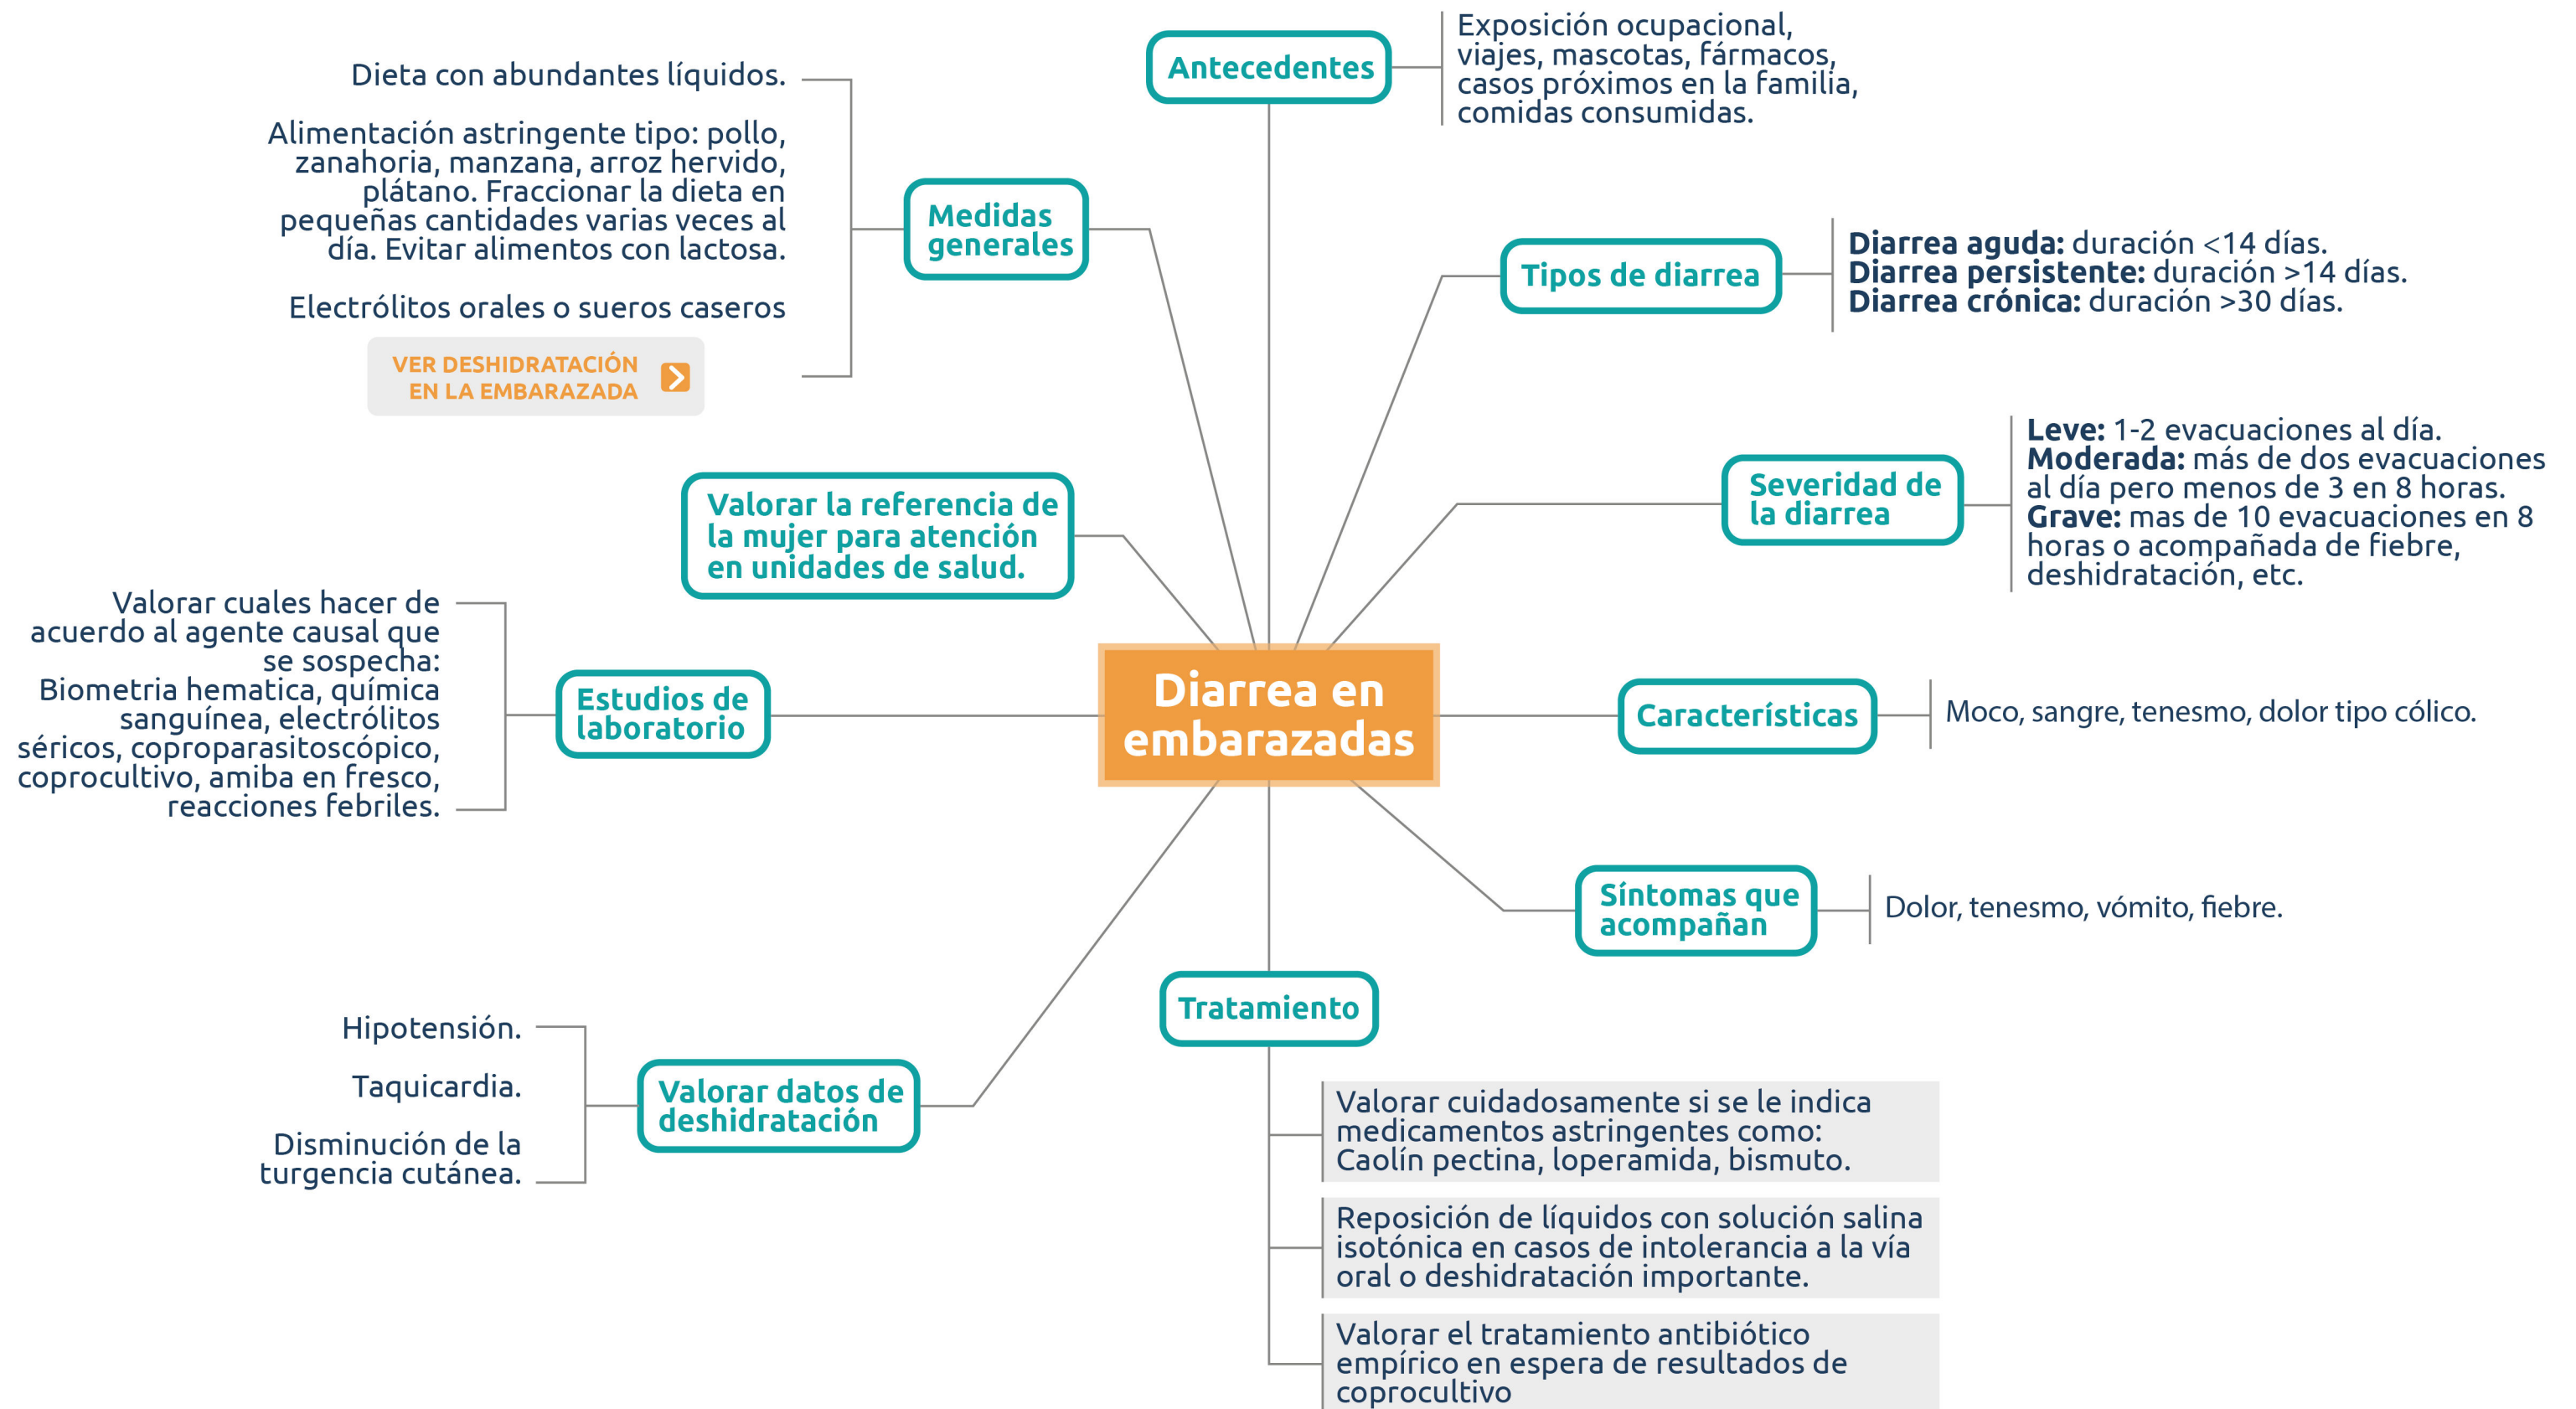 Diarrea en
embarazadas
Antecedentes
Exposición ocupacional,
viajes, mascotas, fármacos,
casos próximos en la familia,
comidas consumidas.
Tipos de diarrea
Diarrea aguda: duración <14 días.
Diarrea persistente: duración >14 días.
Diarrea crónica: duración >30 días.
Severidad de
la diarrea
Leve: 1-2 evacuaciones al día.
Moderada: más de dos evacuaciones
al día pero menos de 3 en 8 horas.
Grave: mas de 10 evacuaciones en 8
horas o acompañada de fiebre,
deshidratación, etc.
Características
Moco, sangre, tenesmo, dolor tipo cólico.
Síntomas que
acompañan
Dolor, tenesmo, vómito, fiebre.
Tratamiento
Valorar cuidadosamente si se le indica
medicamentos astringentes como:
Caolín pectina, loperamida, bismuto.
Reposición de líquidos con solución salina
isotónica en casos de intolerancia a la vía
oral o deshidratación importante.
Valorar el tratamiento antibiótico
empírico en espera de resultados de
coprocultivo
Valorar datos de
deshidratación
Hipotensión.
Taquicardia.
Disminución de la
turgencia cutánea.
Estudios de
laboratorio
Valorar cuales hacer de
acuerdo al agente causal que
se sospecha:
Biometria hematica, química
sanguínea, electrólitos
séricos, coproparasitoscópico,
coprocultivo, amiba en fresco,
reacciones febriles.
Valorar la referencia de
la mujer para atención
en unidades de salud.
Medidas
generales
Dieta con abundantes líquidos.
Alimentación astringente tipo: pollo,
zanahoria, manzana, arroz hervido,
plátano. Fraccionar la dieta en
pequeñas cantidades varias veces al
día. Evitar alimentos con lactosa.
Electrólitos orales o sueros caseros
VER DESHIDRATACIÓN
EN LA EMBARAZADA